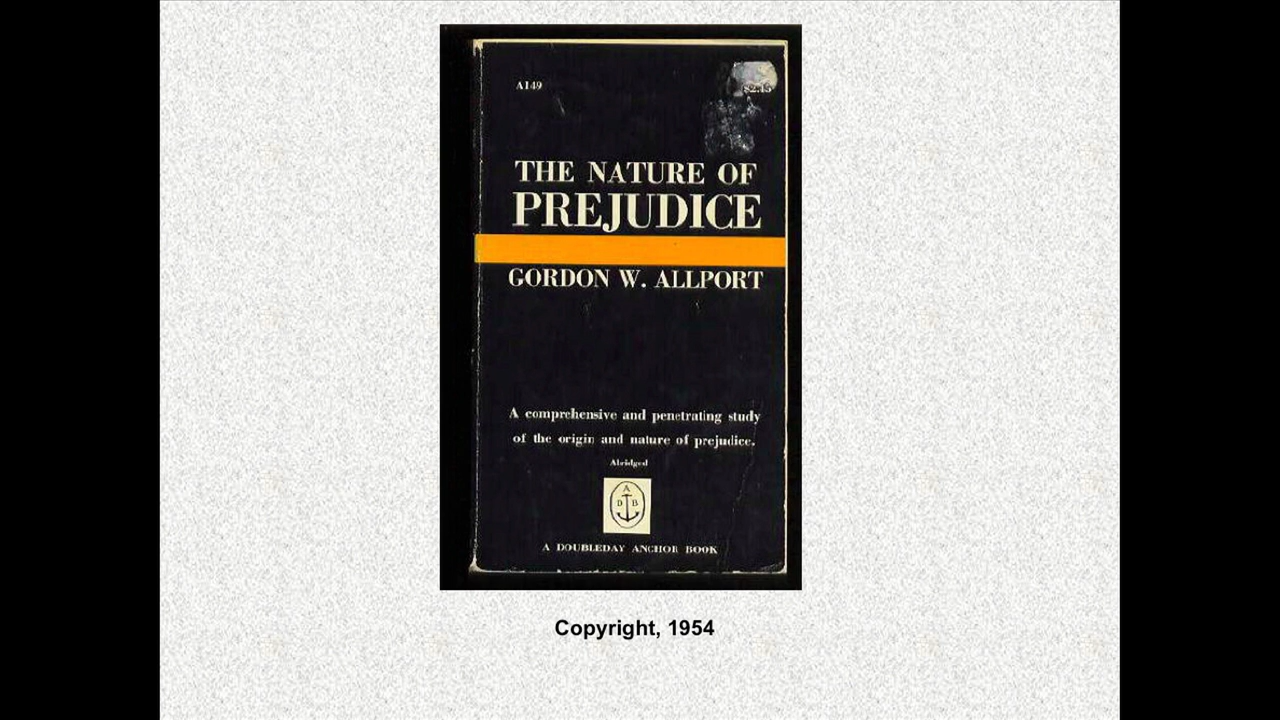 A149
THE NATURE OF
PREJUDICE
GORDON W. ALLPORT
A comprehensive and penetrating study
of the origin and nature of prejudice.
Abridged
A
D B
A DOUBLEDAY ANCHOR BOOK
Copyright, 1954